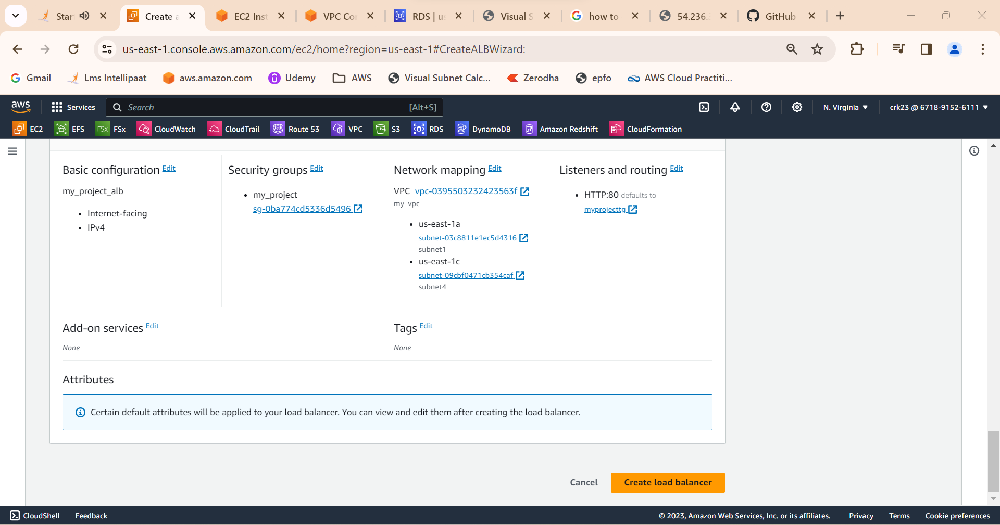 Star
Create a
EC2 Inst
VPC Co
RDS | u
Visual S
how to
54.236.
GitHub
us-east-1.console.aws.amazon.com/ec2/home?region=us-east-1#CreateALBWizard:
Gmail
Lms Intellipaat
aws.amazon.com
Udemy
AWS
Visual Subnet Calc...
Zerodha
epfo
AWS Cloud Practiti...
aws
Services
Search
[Alt+S]
N. Virginia
crk23 @ 6718-9152-6111
EC2
EFS
FSx
FSx
CloudWatch
CloudTrail
Route 53
VPC
S3
RDS
DynamoDB
Amazon Redshift
CloudFormation
Basic configuration Edit
my_project_alb
• Internet-facing
• IPv4
Security groups Edit
• my_project
sg-0ba774cd5336d5496
Network mapping Edit
VPC vpc-0395503232423563f
my_vpc
• us-east-1a
subnet-03c8811e1ec5d4316
subnet1
• us-east-1c
subnet-09cbf0471cb354caf
subnet4
Listeners and routing Edit
• HTTP:80 defaults to
myprojecttg
Add-on services Edit
None
Tags Edit
None
Attributes
Certain default attributes will be applied to your load balancer. You can view and edit them after creating the load balancer.
Cancel
Create load balancer
CloudShell
Feedback
© 2023, Amazon Web Services, Inc. or its affiliates.
Privacy
Terms
Cookie preferences